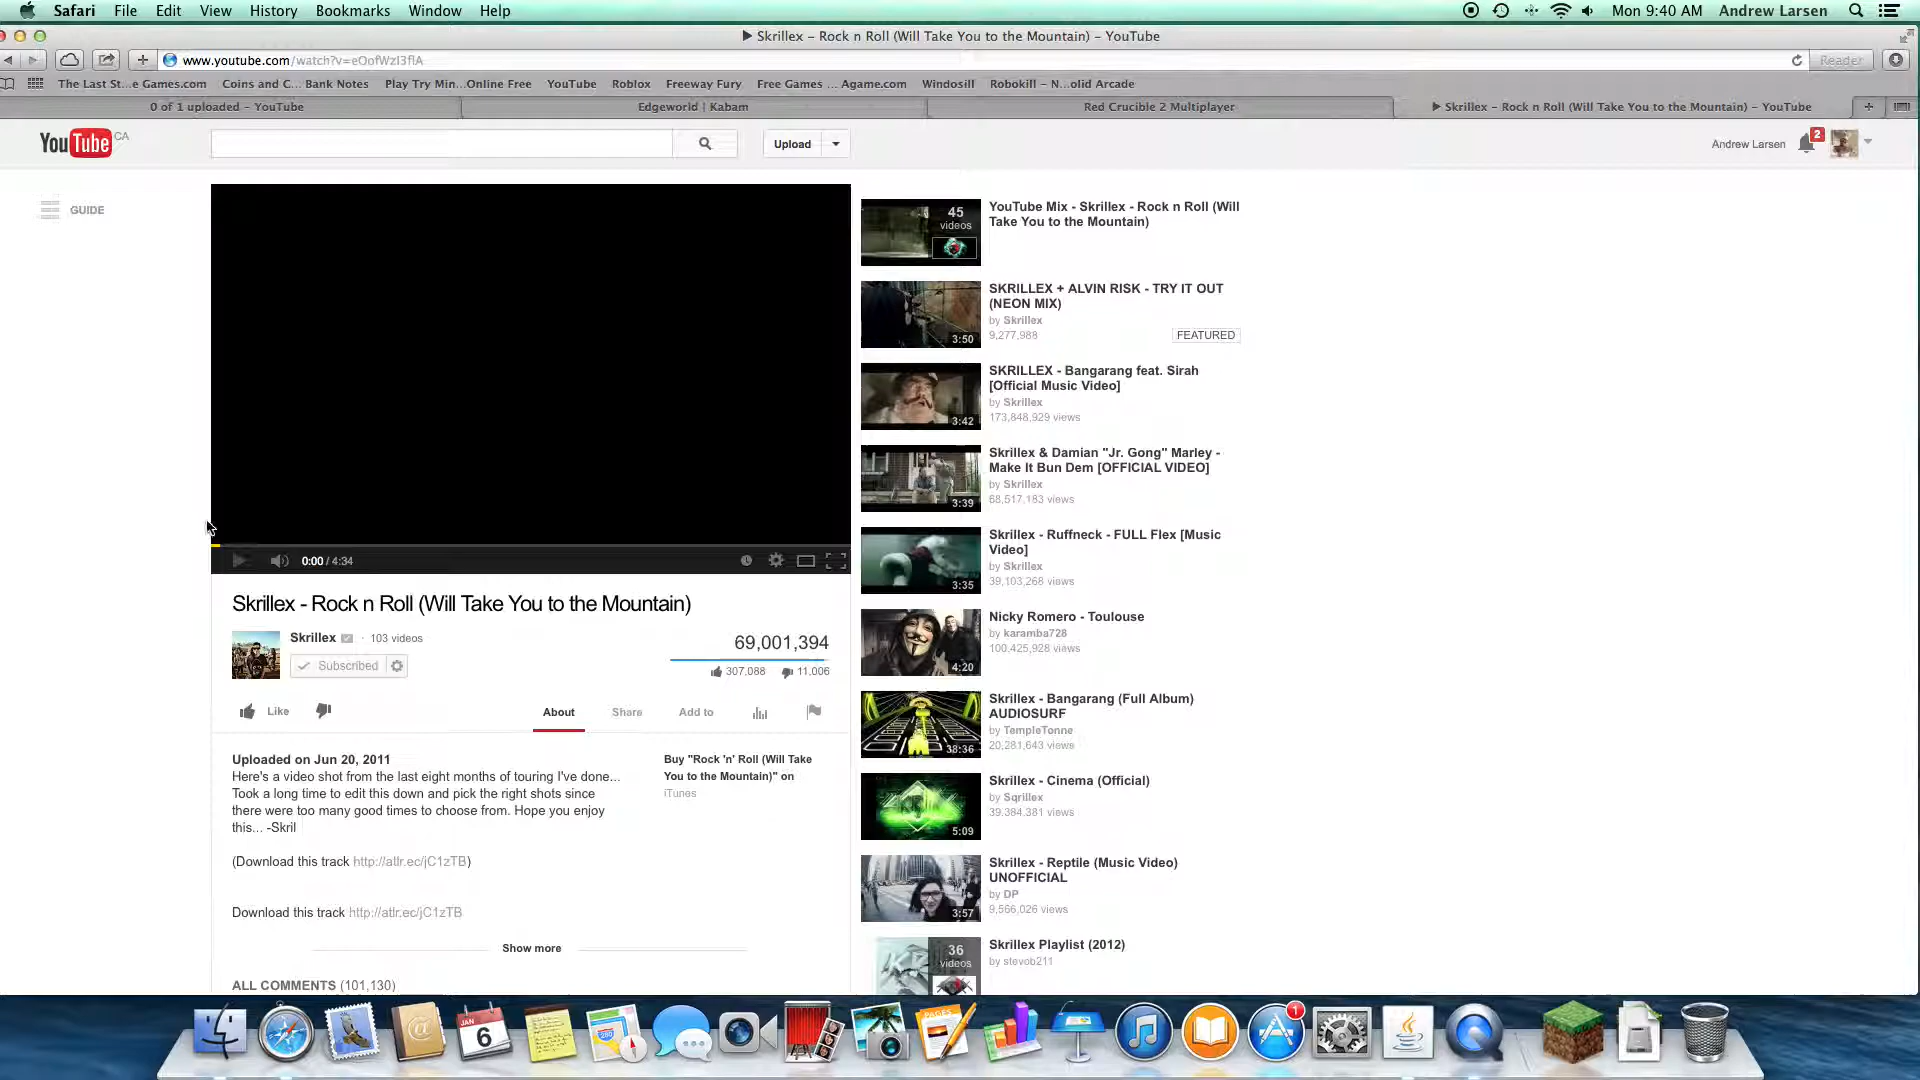 Safari File Edit View History Bookmarks Window Help Mon 9:40 AM Andrew Larsen
Skrillex – Rock n Roll (Will Take You to the Mountain) – YouTube
www.youtube.com/watch?v=eOofWzI3flA Reader
The Last St...e Games.com Coins and C... Bank Notes Play Try Min...Online Free YouTube Roblox Freeway Fury Free Games ... Agame.com Windosill Robokill – N...olid Arcade
0 of 1 uploaded – YouTube Edgeworld | Kabam Red Crucible 2 Multiplayer Skrillex – Rock n Roll (Will Take You to the Mountain) – YouTube
YouTube CA Upload Andrew Larsen 2
GUIDE
0:00 / 4:34
Skrillex - Rock n Roll (Will Take You to the Mountain)
Skrillex · 103 videos
Subscribed
69,001,394
307,088 11,006
Like About Share Add to
Uploaded on Jun 20, 2011
Here's a video shot from the last eight months of touring I've done...
Took a long time to edit this down and pick the right shots since
there were too many good times to choose from. Hope you enjoy
this... -Skril
(Download this track http://atlr.ec/jC1zTB)
Download this track http://atlr.ec/jC1zTB
Buy "Rock 'n' Roll (Will Take
You to the Mountain)" on
iTunes
Show more
ALL COMMENTS (101,130)
45
videos
YouTube Mix - Skrillex - Rock n Roll (Will
Take You to the Mountain)
3:50
SKRILLEX + ALVIN RISK - TRY IT OUT
(NEON MIX)
by Skrillex
9,277,988 FEATURED
3:42
SKRILLEX - Bangarang feat. Sirah
[Official Music Video]
by Skrillex
173,848,929 views
3:39
Skrillex & Damian "Jr. Gong" Marley -
Make It Bun Dem [OFFICIAL VIDEO]
by Skrillex
68,517,183 views
3:35
Skrillex - Ruffneck - FULL Flex [Music
Video]
by Skrillex
39,103,268 views
4:20
Nicky Romero - Toulouse
by karamba728
100,425,928 views
38:36
Skrillex - Bangarang (Full Album)
AUDIOSURF
by TempleTonne
20,281,643 views
5:09
Skrillex - Cinema (Official)
by Sqrillex
39,384,381 views
3:57
Skrillex - Reptile (Music Video)
UNOFFICIAL
by DP
9,566,026 views
36
videos
Skrillex Playlist (2012)
by stevob211
JAN
6
PAGES
1